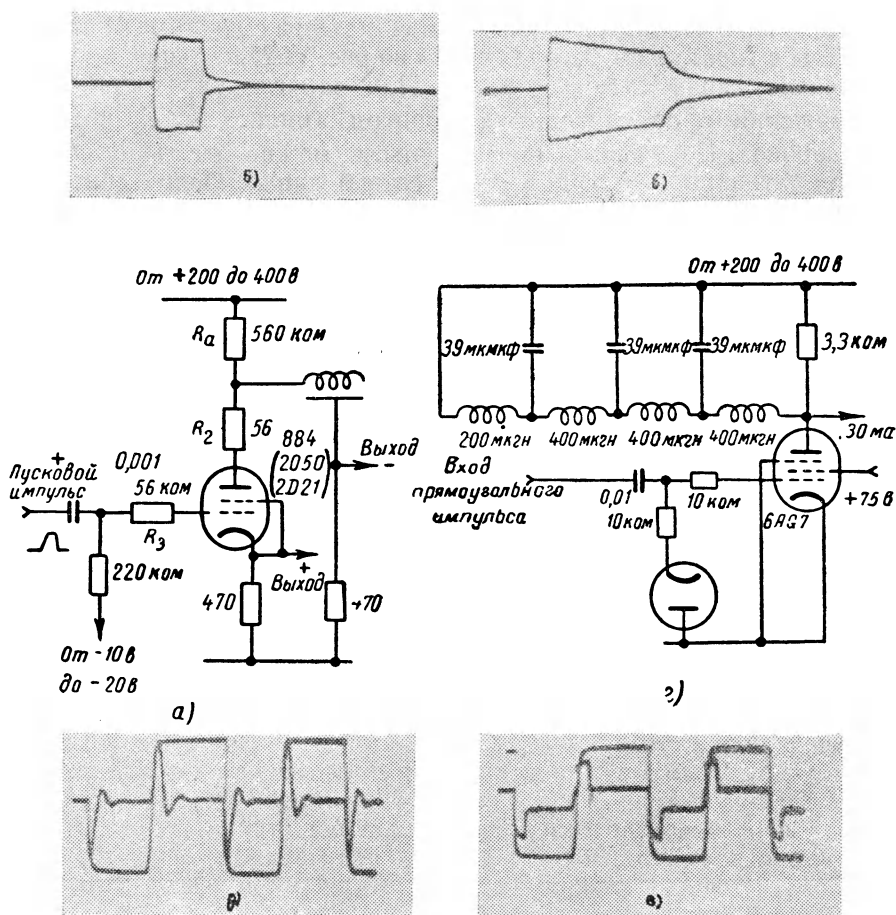 б)
в)
От +200 до 400 в
Rа
560 ком
R2
56
884
2050
2D21
Выход
-
+
Пусковой
импульс
0,001
56 ком
Rз
220 ком
От -10 в
до -20 в
+
Выход
470
470
а)
От +200 до 400 в
39 мкмкф
39 мкмкф
39 мкмкф
3,3 ком
200 мкгн
400 мкгн
400 мкгн
400 мкгн
30 ма
Вход
прямоугольного
импульса
0,01
10 ком
10 ком
6AG7
+75 в
г)
д)
е)